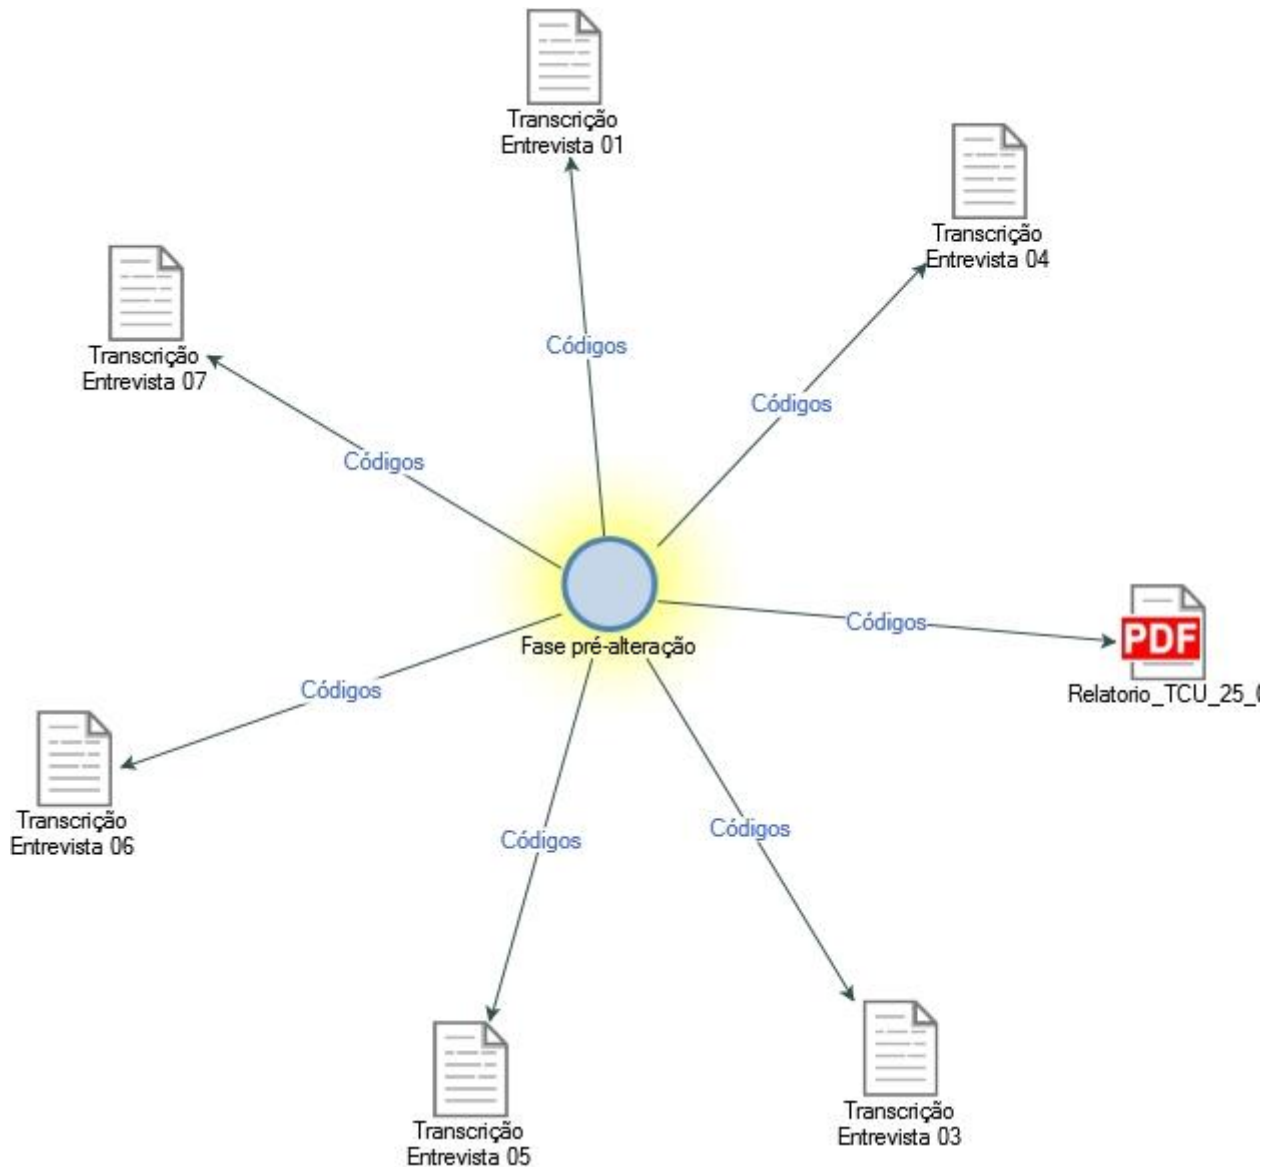 Transcrição
Entrevista 01
Transcrição
Entrevista 04
Transcrição
Entrevista 07
Códigos
Códigos
Códigos
Códigos
PDF
Fase pré-alteração
Relatorio_TCU_25_
Códigos
Transcrição
Entrevista 06
Códigos
Códigos
Transcrição
Entrevista 03
Transcrição
Entrevista 05